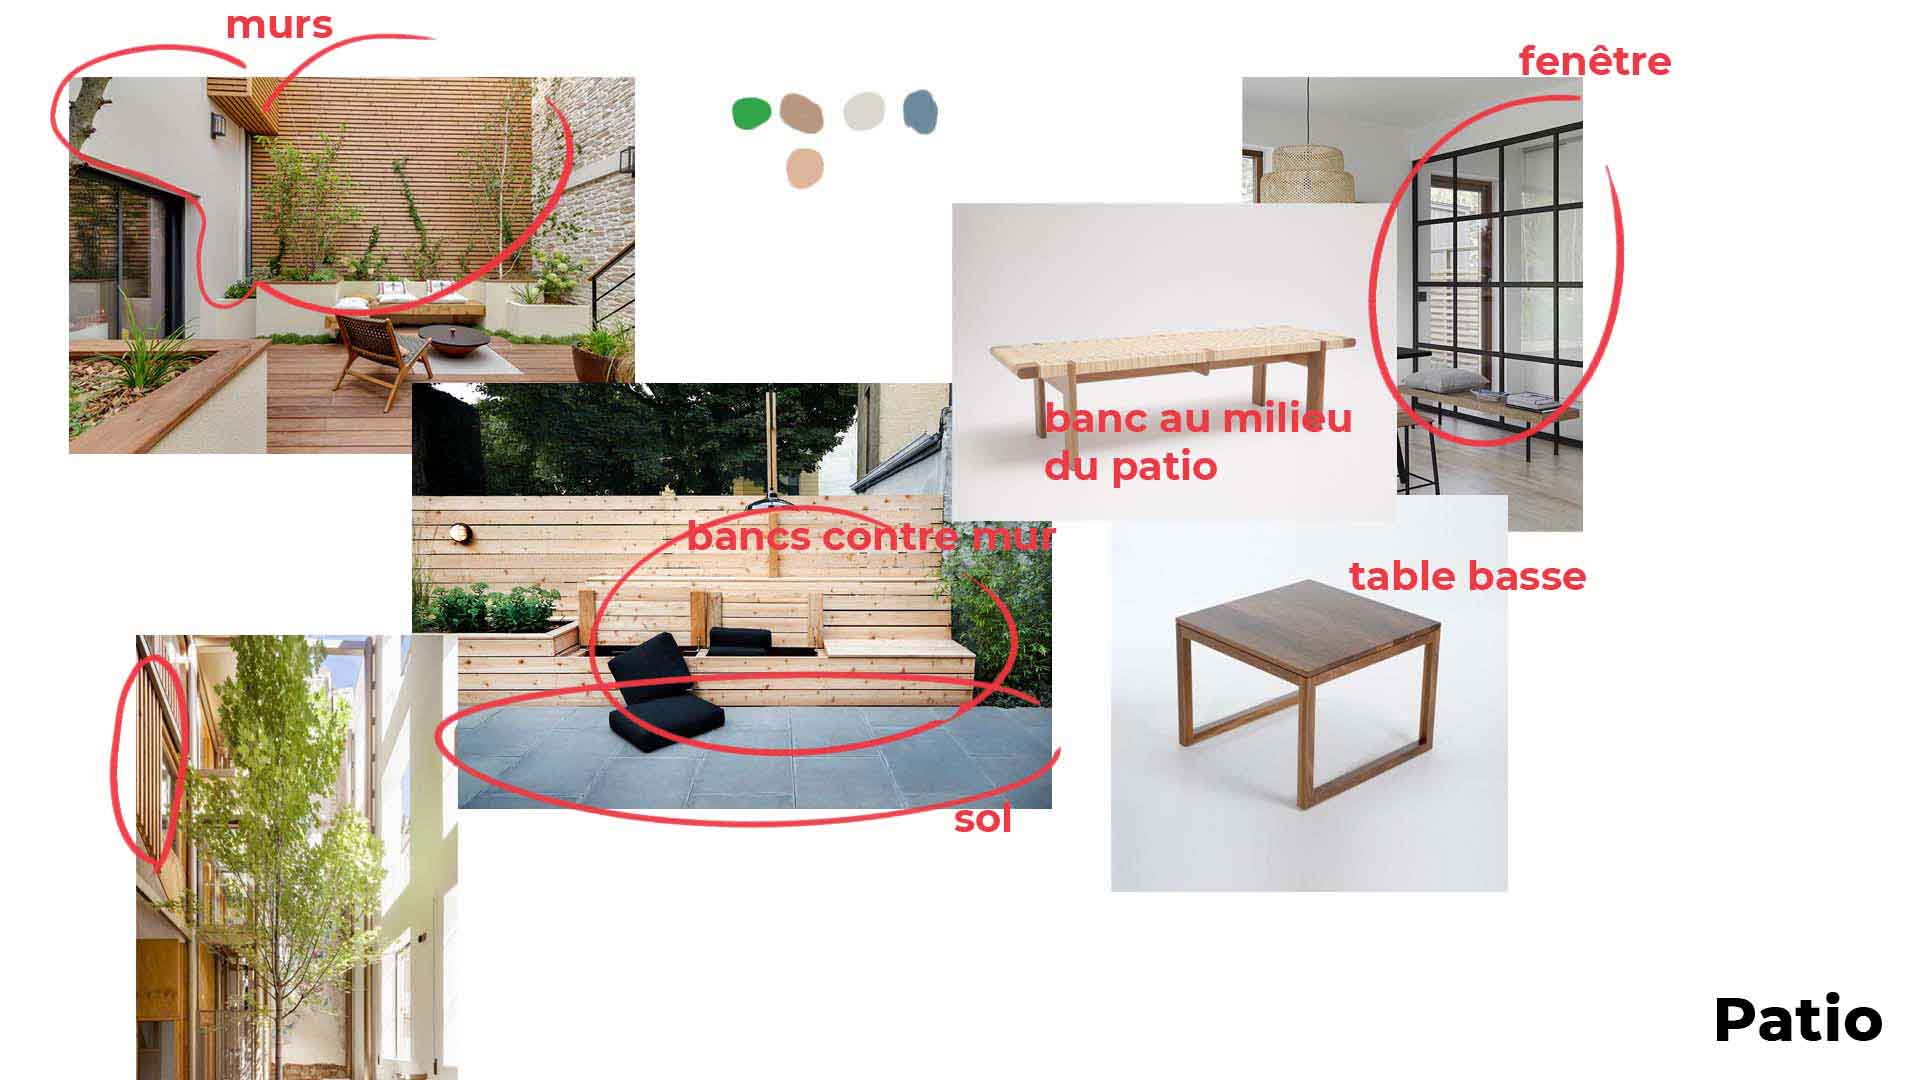 murs
fenêtre
banc au milieu
du patio
bancs contre mur
table basse
sol
Patio